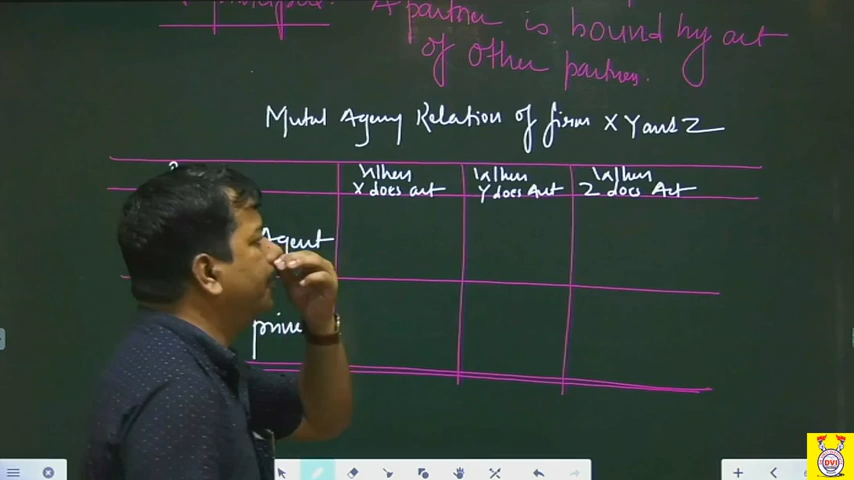 A partner is bound by act
of other partners.
Mutal Agency Relation of firm X Y and Z
When When When
X does act Y does Act Z does Act
Agent
DVI